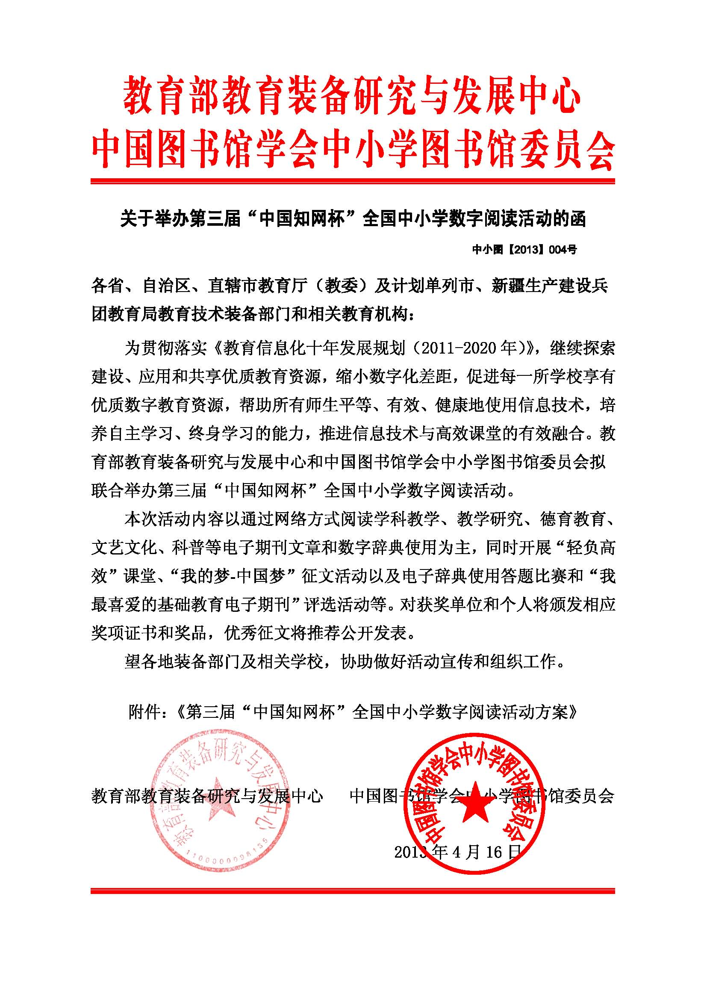 教育部教育装备研究与发展中心
中国图书馆学会中小学图书馆委员会
关于举办第三届“中国知网杯”全国中小学数字阅读活动的函
中小图【2013】004号
各省、自治区、直辖市教育厅（教委）及计划单列市、新疆生产建设兵
团教育局教育技术装备部门和相关教育机构：
为贯彻落实《教育信息化十年发展规划（2011-2020 年）》，继续探索
建设、应用和共享优质教育资源，缩小数字化差距，促进每一所学校享有
优质数字教育资源，帮助所有师生平等、有效、健康地使用信息技术，培
养自主学习、终身学习的能力，推进信息技术与高效课堂的有效融合。教
育部教育装备研究与发展中心和中国图书馆学会中小学图书馆委员会拟
联合举办第三届“中国知网杯”全国中小学数字阅读活动。
本次活动内容以通过网络方式阅读学科教学、教学研究、德育教育、
文艺文化、科普等电子期刊文章和数字辞典使用为主，同时开展“轻负高
效”课堂、“我的梦-中国梦”征文活动以及电子辞典使用答题比赛和“我
最喜爱的基础教育电子期刊”评选活动等。对获奖单位和个人将颁发相应
奖项证书和奖品，优秀征文将推荐公开发表。
望各地装备部门及相关学校，协助做好活动宣传和组织工作。
附件：《第三届“中国知网杯”全国中小学数字阅读活动方案》
教育部教育装备研究与发展中心
1100000098135
中国图书馆学会中小学图书馆委员会
教育部教育装备研究与发展中心 中国图书馆学会中小学图书馆委员会
2013 年 4 月 16 日